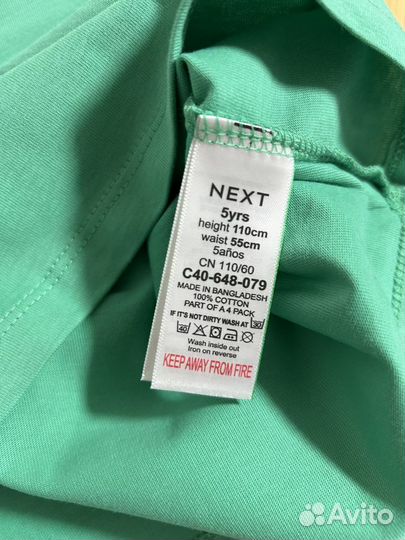 NEXT
5yrs
height 110cm
waist 55cm
5años
CN 110/60
C40-648-079
MADE IN BANGLADESH
100% COTTON
PART OF A 4 PACK
IF IT'S NOT DIRTY WASH AT 30
40
Wash inside out
Iron on reverse
KEEP AWAY FROM FIRE
Avito